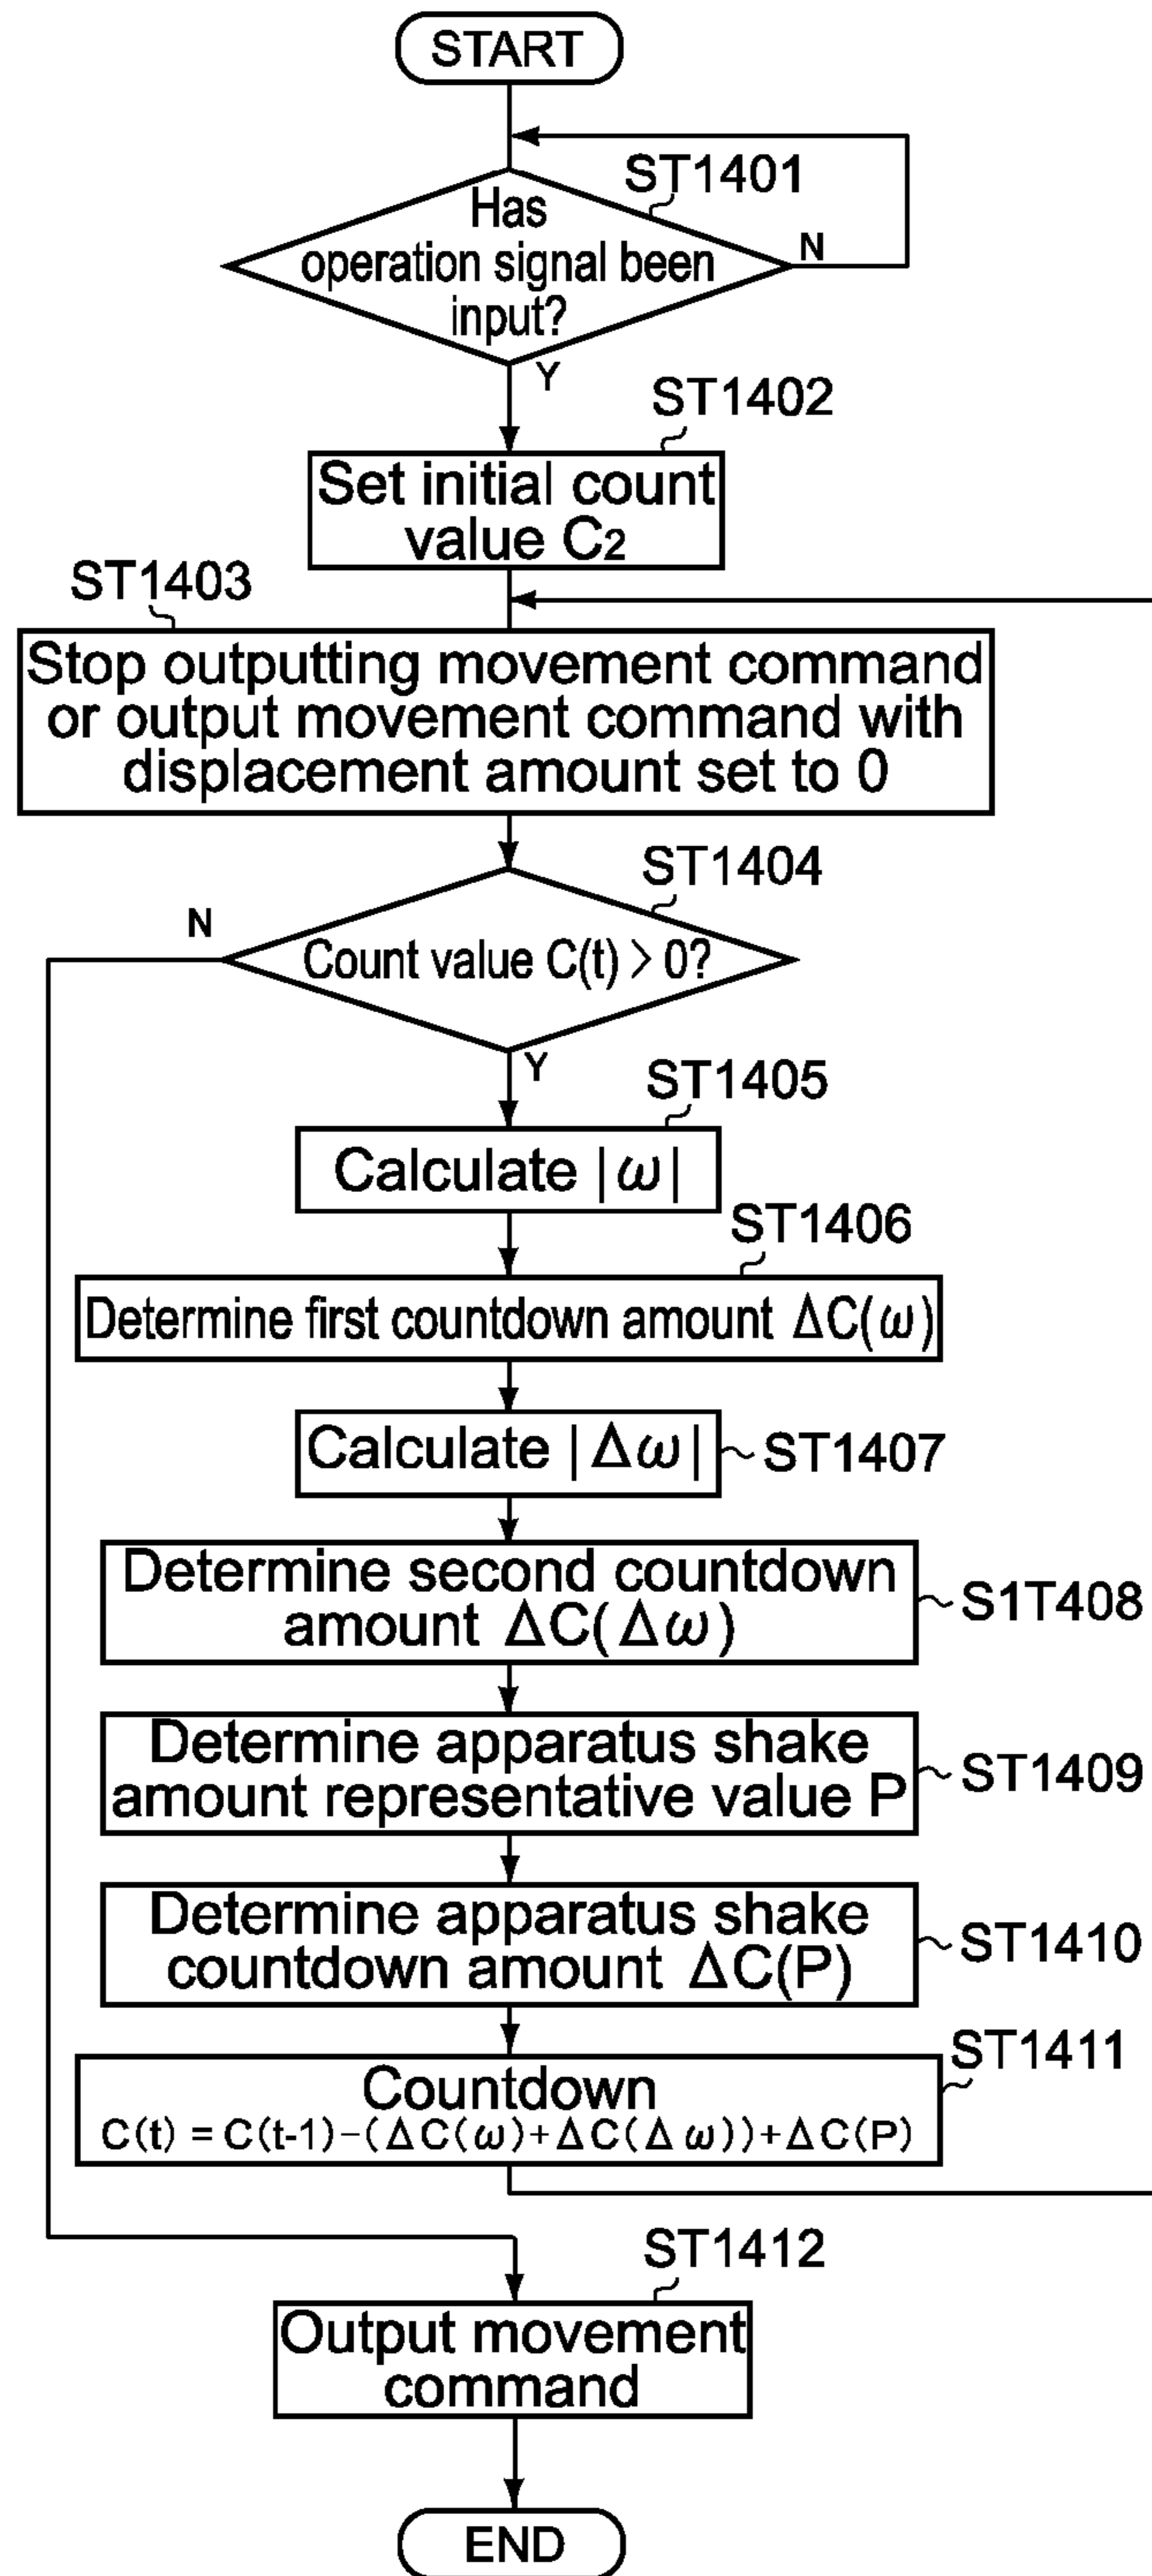 START
ST1401
Has
operation signal been
input?
N
Y
ST1402
Set initial count
value C2
ST1403
Stop outputting movement command
or output movement command with
displacement amount set to 0
ST1404
N
Count value C(t) > 0?
Y
ST1405
Calculate |ω|
ST1406
Determine first countdown amount ΔC(ω)
Calculate |Δω|
ST1407
Determine second countdown
amount ΔC(Δω)
S1T408
Determine apparatus shake
amount representative value P
ST1409
Determine apparatus shake
countdown amount ΔC(P)
ST1410
ST1411
Countdown
C(t) = C(t-1)-(ΔC(ω)+ΔC(Δω))+ΔC(P)
ST1412
Output movement
command
END